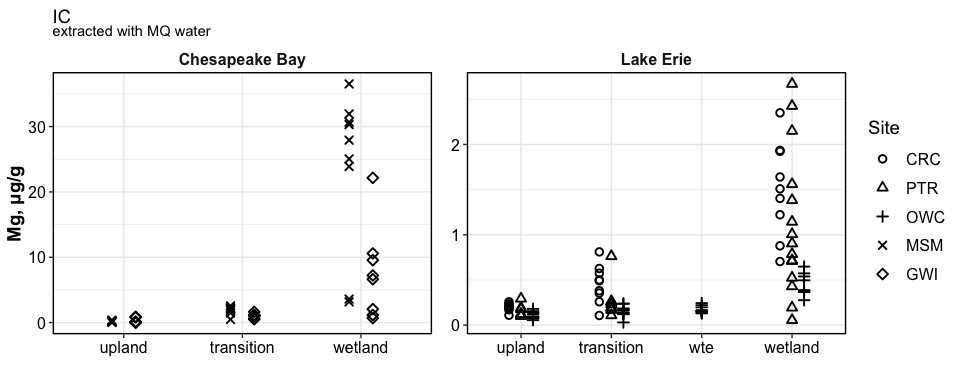 IC
extracted with MQ water
Chesapeake Bay
Lake Erie
Mg, µg/g
30
20
10
0
upland
transition
wetland
2
1
0
upland
transition
wte
wetland
Site
CRC
PTR
OWC
MSM
GWI